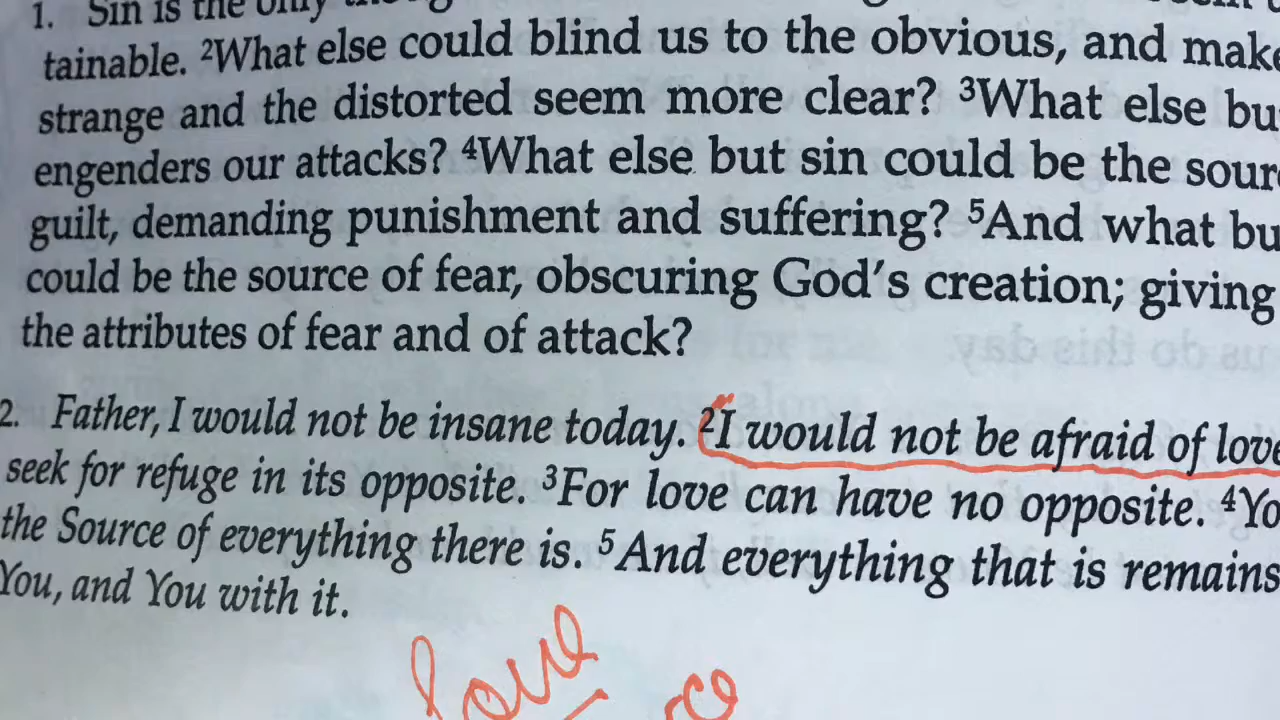 1. Sin is the only
tainable. ²What else could blind us to the obvious, and make
strange and the distorted seem more clear? ³What else
engenders our attacks? ⁴What else but sin could be the
guilt, demanding punishment and suffering? ⁵And what
could be the source of fear, obscuring God's creation; giving
the attributes of fear and of attack?
2. Father, I would not be insane today. ²I would not be afraid of love
seek for refuge in its opposite. ³For love can have no opposite. ⁴
the Source of everything there is. ⁵And everything that is remains
You, and You with it.
love